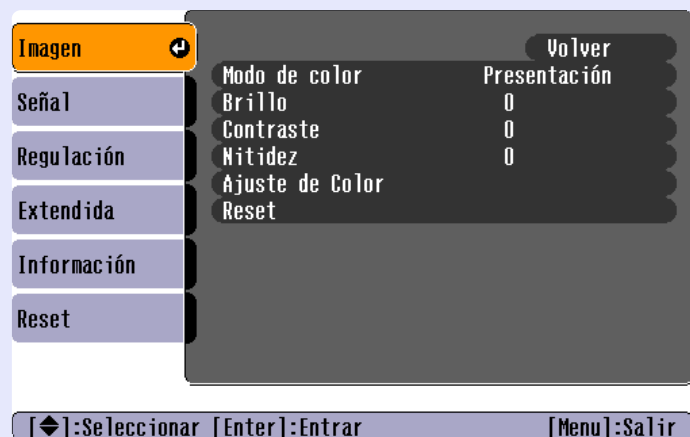 Imagen
Señal
Regulación
Extendida
Información
Reset
Volver
Modo de color Presentación
Brillo 0
Contraste 0
Nitidez 0
Ajuste de Color
Reset
[◆]:Seleccionar [Enter]:Entrar [Menu]:Salir